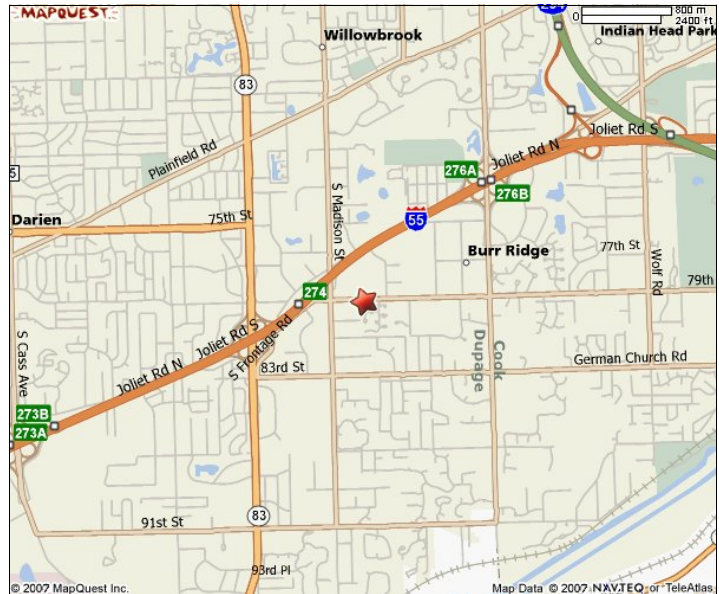 MAPQUEST.
0 800 m
2400 ft
Willowbrook
Indian Head Park
83
Joliet Rd S
Joliet Rd N
Plainfield Rd
276A
276B
S Madison St
75th St
Darien
55
77th St
Burr Ridge
Wolf Rd
79th
274
S Cass Ave
Joliet Rd S
S Frontage Rd
Joliet Rd N
83rd St
Cook
Dupage
German Church Rd
273B
273A
83
91st St
93rd Pl
© 2007 MapQuest Inc.
Map Data © 2007 NAVTEQ or TeleAtlas